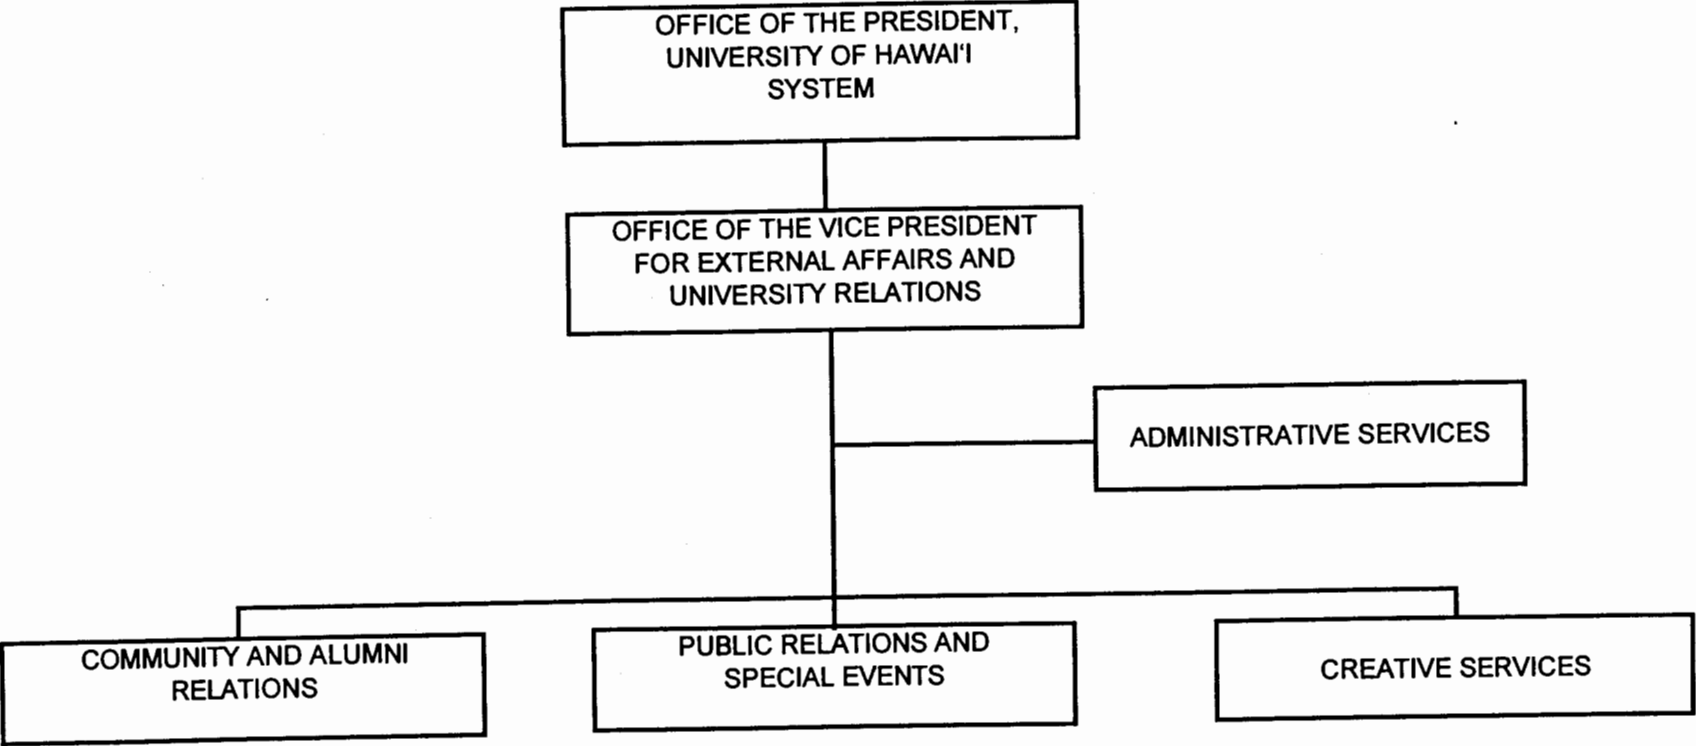 OFFICE OF THE PRESIDENT,
UNIVERSITY OF HAWAI‘I
SYSTEM
OFFICE OF THE VICE PRESIDENT
FOR EXTERNAL AFFAIRS AND
UNIVERSITY RELATIONS
ADMINISTRATIVE SERVICES
COMMUNITY AND ALUMNI
RELATIONS
PUBLIC RELATIONS AND
SPECIAL EVENTS
CREATIVE SERVICES